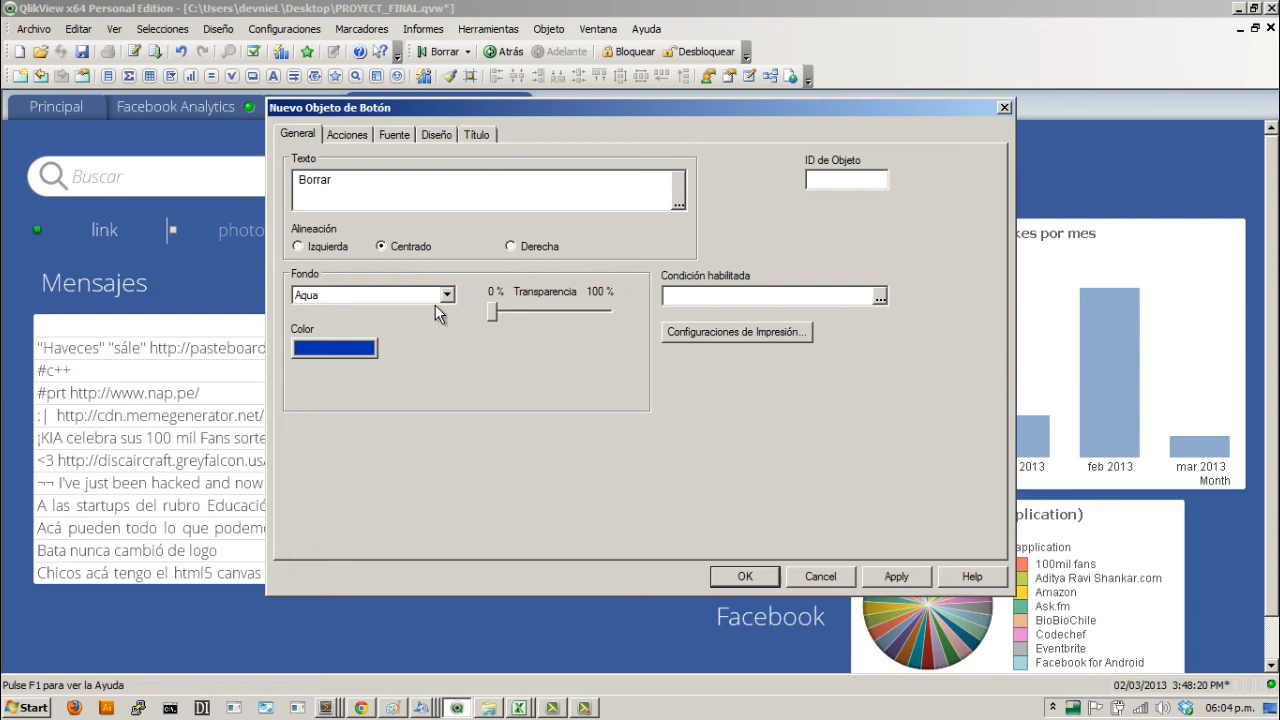 QlikView x64 Personal Edition - [C:\Users\devnieL\Desktop\PROYECT_FINAL.qvw*]
Archivo Editar Ver Selecciones Diseño Configuraciones Marcadores Informes Herramientas Objeto Ventana Ayuda
Borrar Atrás Adelante Bloquear Desbloquear
Principal Facebook Analytics
Nuevo Objeto de Botón
General Acciones Fuente Diseño Título
Texto
Borrar
ID de Objeto
Alineación
Izquierda Centrado Derecha
Fondo
Aqua
0 % Transparencia 100 %
Color
Condición habilitada
Configuraciones de Impresión...
OK Cancel Apply Help
Buscar
link photo
Mensajes
"Haveces" "sále" http://pasteboard
#c++
#prt http://www.nap.pe/
:| http://cdn.memegenerator.net/
¡KIA celebra sus 100 mil Fans sorte
<3 http://discaircraft.greyfalcon.us/
¬¬ I've just been hacked and now
A las startups del rubro Educació
Acá pueden todo lo que podem
Bata nunca cambió de logo
Chicos acá tengo el html5 canvas
kes por mes
2013 feb 2013 mar 2013
Month
plication)
application
100mil fans
Aditya Ravi Shankar.com
Amazon
Ask.fm
BioBioChile
Codechef
Eventbrite
Facebook for Android
Facebook
Pulse F1 para ver la Ayuda
02/03/2013 3:48:20 PM*
Start
06:04 p.m.